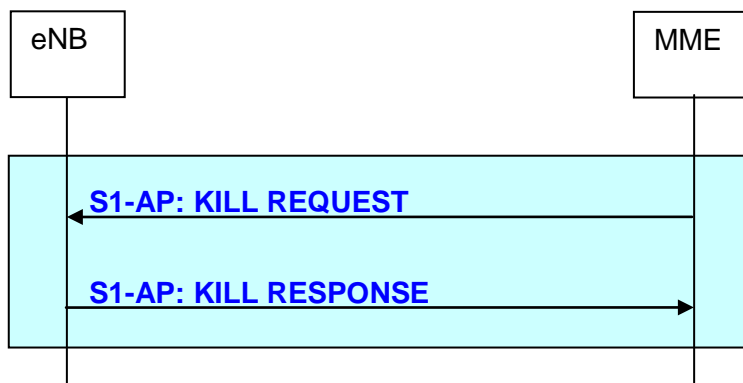 eNB
MME
S1-AP: KILL REQUEST
S1-AP: KILL RESPONSE